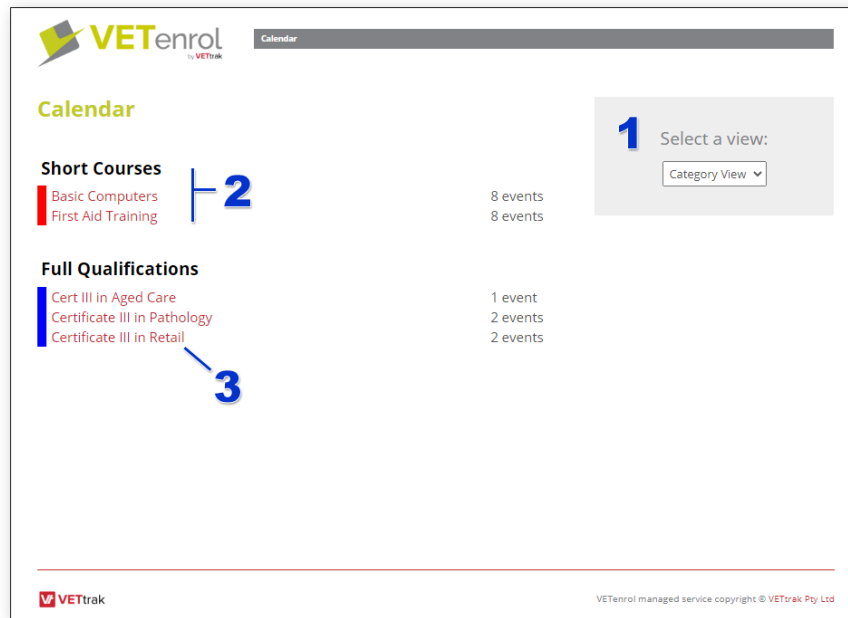 VETenrol
by VETtrak
Calendar
Calendar
1
Select a view:
Category View
Short Courses
2
Basic Computers 8 events
First Aid Training 8 events
Full Qualifications
Cert III in Aged Care 1 event
Certificate III in Pathology 2 events
Certificate III in Retail 2 events
3
VETtrak
VETenrol managed service copyright © VETtrak Pty Ltd